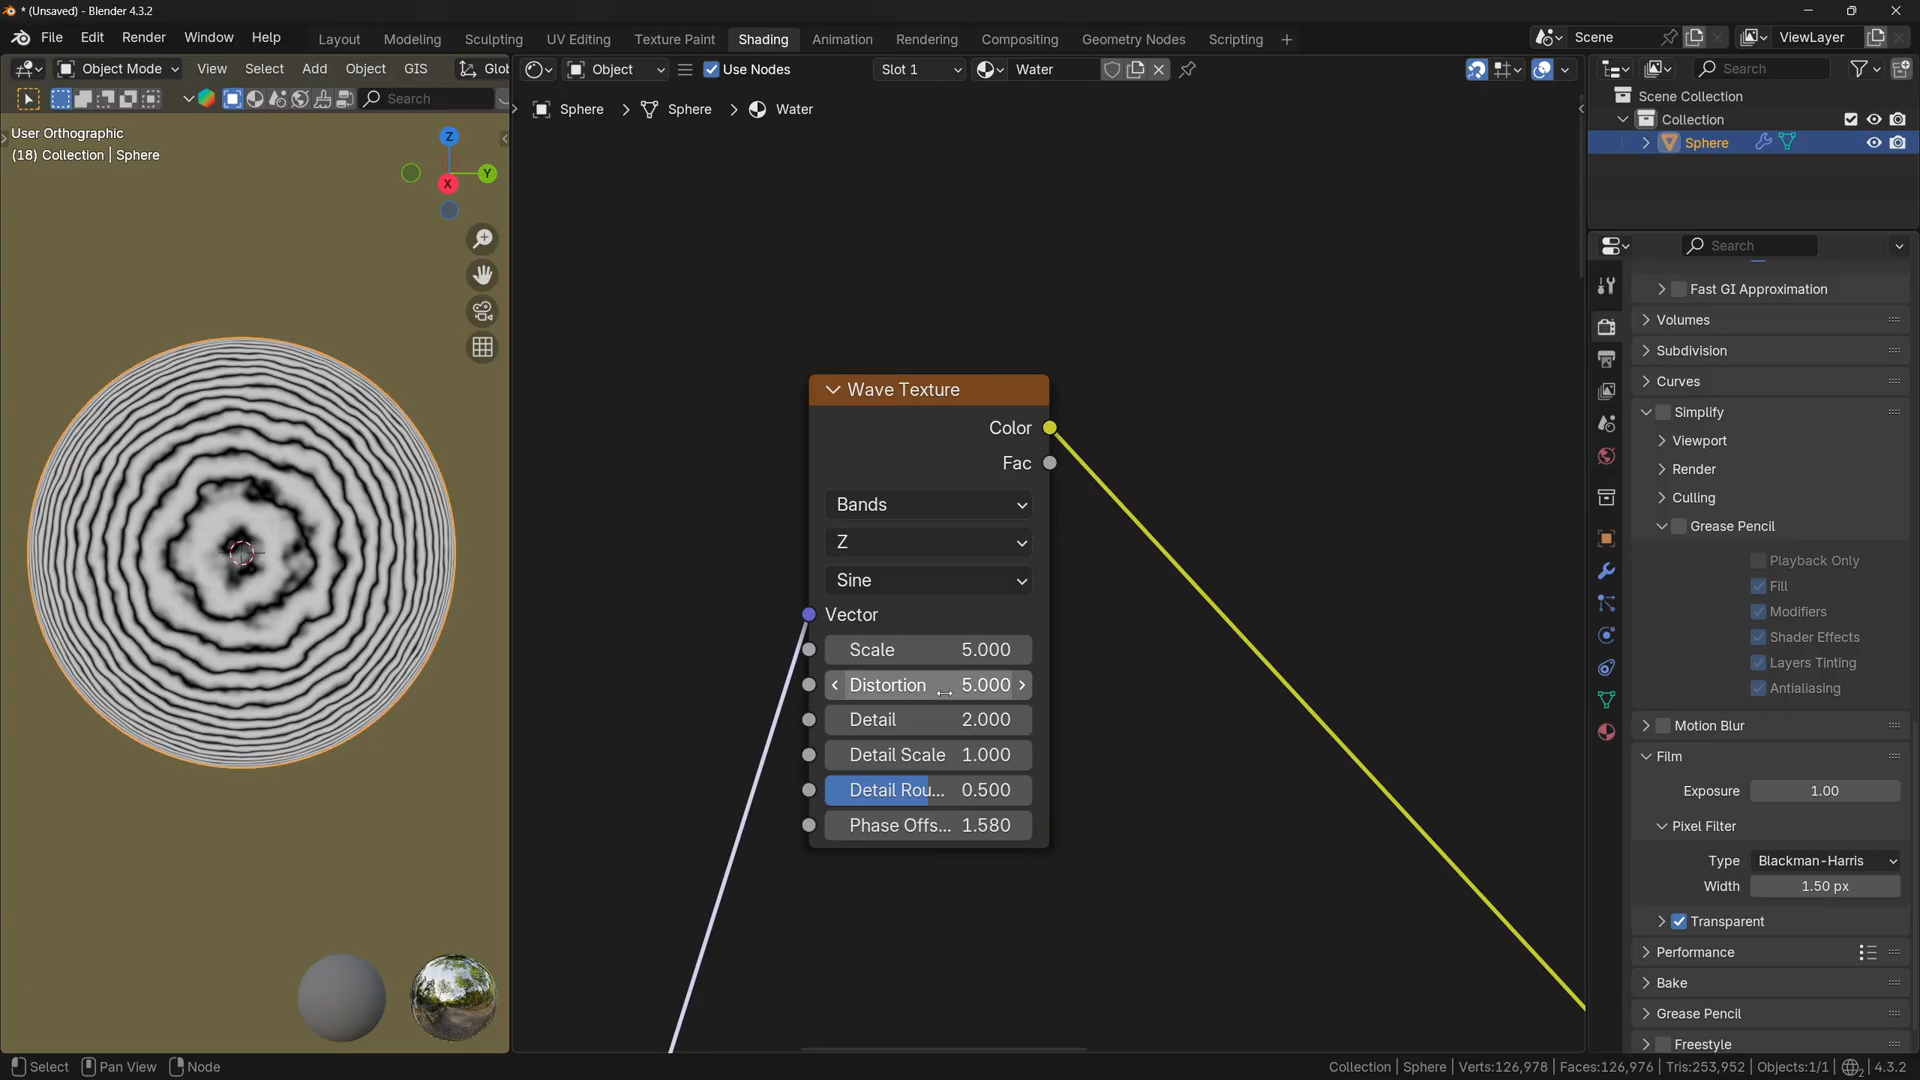 * (Unsaved) - Blender 4.3.2
File Edit Render Window Help Layout Modeling Sculpting UV Editing Texture Paint Shading Animation Rendering Compositing Geometry Nodes Scripting + Scene ViewLayer
Object Mode View Select Add Object GIS Glo
Object Use Nodes Slot 1 Water
Search
Search
Sphere > Sphere > Water
Scene Collection
Collection
Sphere
User Orthographic
(18) Collection | Sphere
Z
Y
X
Search
Fast GI Approximation
Volumes
Subdivision
Curves
Simplify
Viewport
Render
Culling
Grease Pencil
Playback Only
Fill
Modifiers
Shader Effects
Layers Tinting
Antialiasing
Motion Blur
Film
Exposure 1.00
Pixel Filter
Type Blackman-Harris
Width 1.50 px
Transparent
Performance
Bake
Grease Pencil
Freestyle
Wave Texture
Color
Fac
Bands
Z
Sine
Vector
Scale 5.000
Distortion 5.000
Detail 2.000
Detail Scale 1.000
Detail Rou... 0.500
Phase Offs... 1.580
Select Pan View Node
Collection | Sphere | Verts:126,978 | Faces:126,976 | Tris:253,952 | Objects:1/1 | 4.3.2